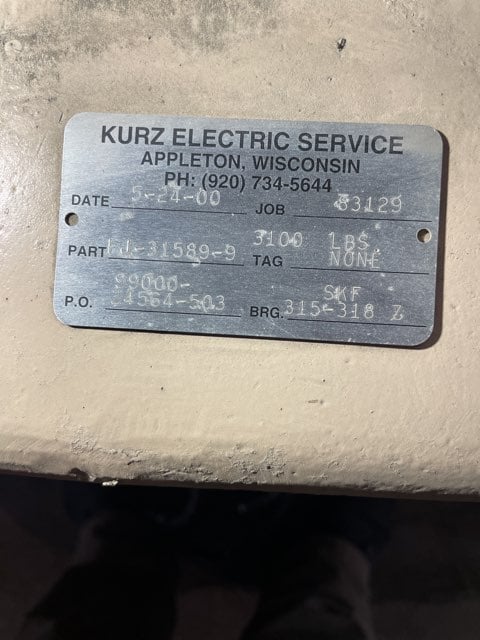 KURZ ELECTRIC SERVICE
APPLETON, WISCONSIN
PH: (920) 734-5644
DATE 5-24-00 JOB 83129
3100 LBS
PART TAG NONE
99000- SKF
P.O. BRG. 315-318 Z